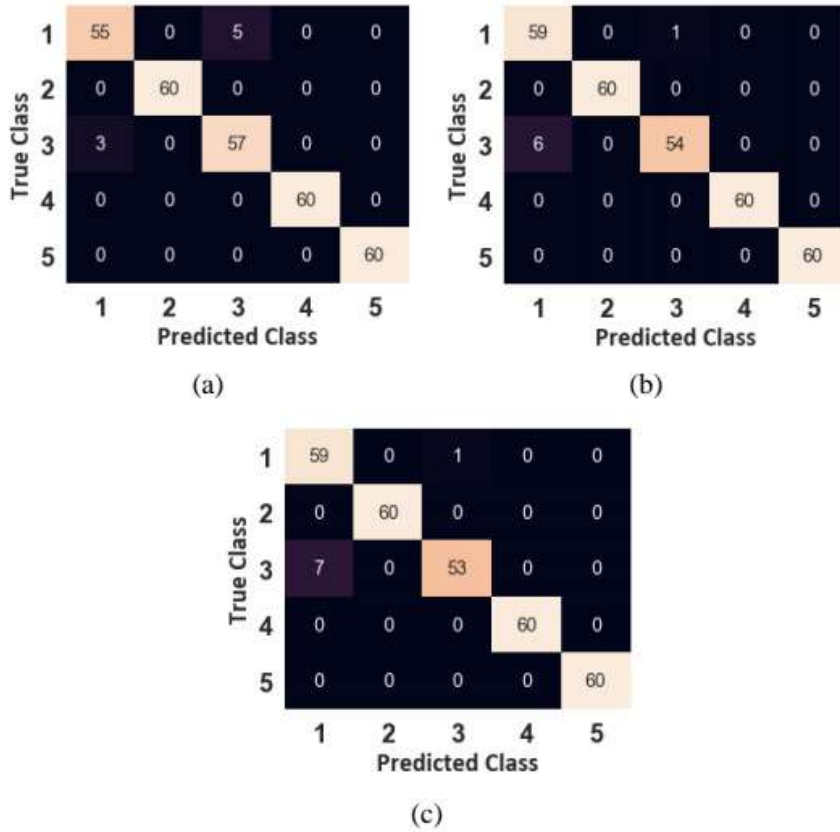 1 55 0 5 0 0
2 0 60 0 0 0
3 3 0 57 0 0
4 0 0 0 60 0
5 0 0 0 0 60
1 2 3 4 5
True Class
Predicted Class
(a)
1 59 0 1 0 0
2 0 60 0 0 0
3 6 0 54 0 0
4 0 0 0 60 0
5 0 0 0 0 60
1 2 3 4 5
True Class
Predicted Class
(b)
1 59 0 1 0 0
2 0 60 0 0 0
3 7 0 53 0 0
4 0 0 0 60 0
5 0 0 0 0 60
1 2 3 4 5
True Class
Predicted Class
(c)